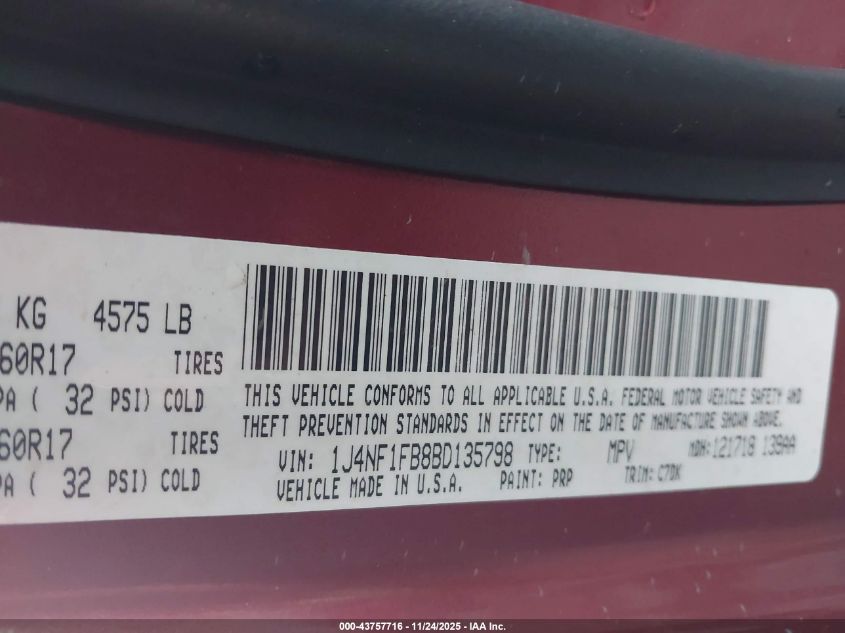 KG 4575 LB
60R17 TIRES
PA ( 32 PSI) COLD
60R17 TIRES
PA ( 32 PSI) COLD
THIS VEHICLE CONFORMS TO ALL APPLICABLE U.S.A. FEDERAL MOTOR VEHICLE SAFETY AND
THEFT PREVENTION STANDARDS IN EFFECT ON THE DATE OF MANUFACTURE SHOWN ABOVE.
VIN: 1J4NF1FB8BD135798 TYPE: MPV MDH: 121718 139AA
VEHICLE MADE IN U.S.A. PAINT: PRP TRIM: C7DK
000-43757716 - 11/24/2025 - IAA Inc.